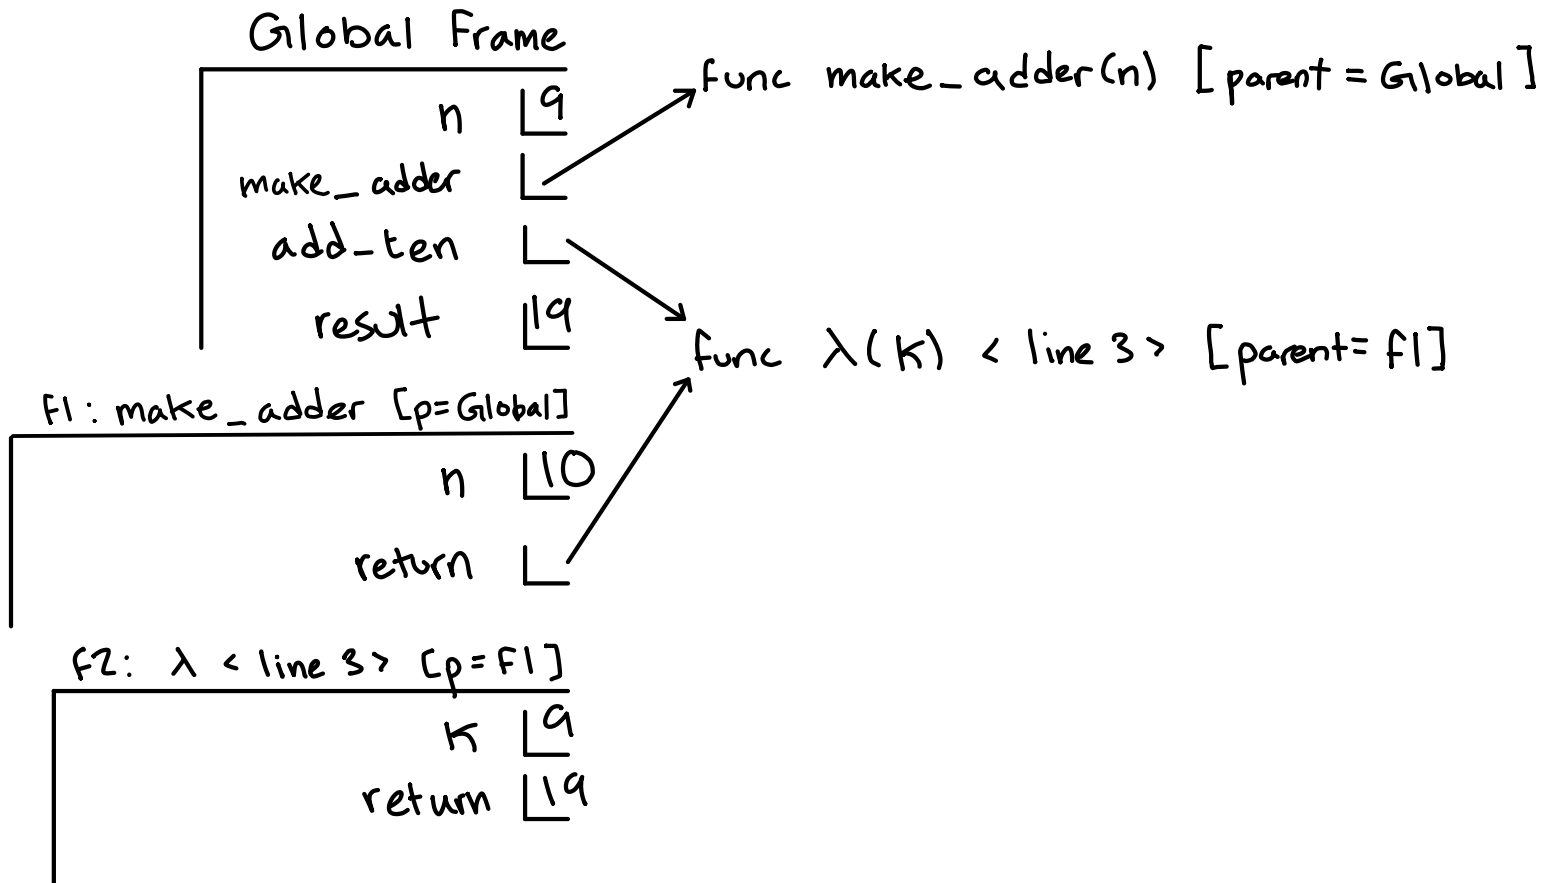 Global Frame
func make_adder(n) [parent = Global]
n 9
make_adder
add_ten
result 19
func λ(k) < line 3 > [parent= f1]
f1: make_adder [p=Global]
n 10
return
f2: λ < line 3 > [p=f1]
k 9
return 19